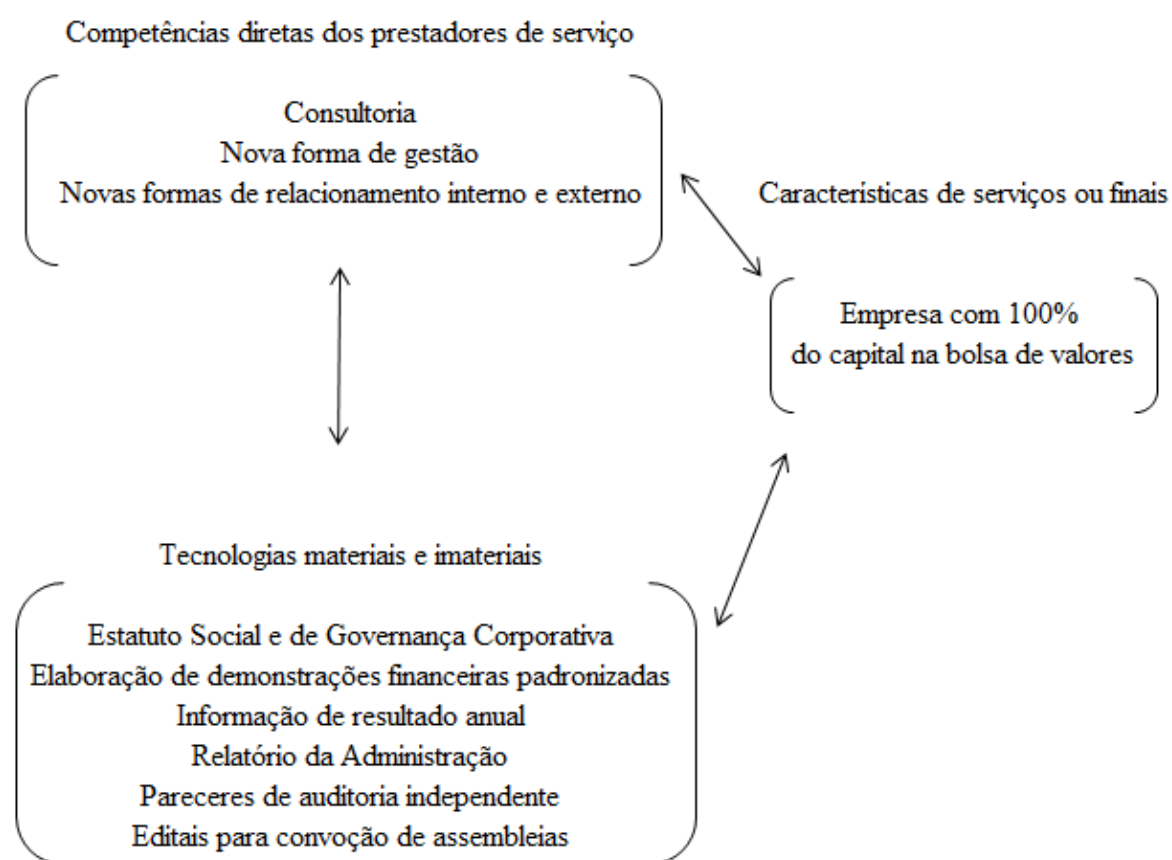 Competências diretas dos prestadores de serviço
Consultoria
Nova forma de gestão
Novas formas de relacionamento interno e externo
Características de serviços ou finais
Empresa com 100%
do capital na bolsa de valores
Tecnologias materiais e imateriais
Estatuto Social e de Governança Corporativa
Elaboração de demonstrações financeiras padronizadas
Informação de resultado anual
Relatório da Administração
Pareceres de auditoria independente
Editais para convoção de assembleias